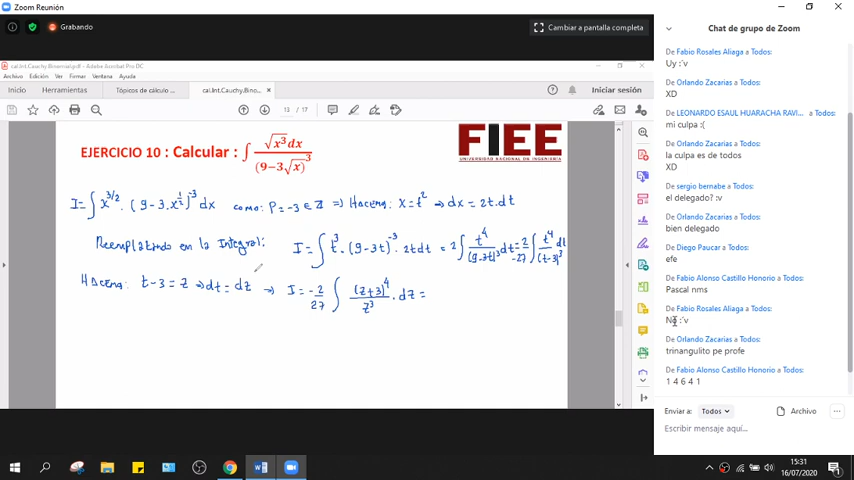 Zoom Reunión
Grabando
Cambiar a pantalla completa
cal.Int.Cauchy.Binomial.pdf - Adobe Acrobat Pro DC
Archivo Edición Ver Firmar Ventana Ayuda
Inicio Herramientas Tópicos de cálculo ... cal.Int.Cauchy.Bino... × Iniciar sesión
12 / 17
EJERCICIO 10 : Calcular : ∫ √x³ dx / (9−3√x)³
FIEE
UNIVERSIDAD NACIONAL DE INGENIERIA
I = ∫ x^{3/2} · (9−3·x^{1/2})^{-3} dx como: P = −3 ∈ ℤ ⇒ Hacemos: x = t² → dx = 2t·dt
Reemplazando en la Integral: I = ∫ t³ · (9−3t)^{-3} · 2t dt = 2∫ t⁴/(9−3t)³ dt = 2/−27 ∫ t⁴/(t−3)³ dt
Hacemos: t−3 = z → dt = dz → I = −2/27 ∫ (z+3)⁴/z³ · dz =
Chat de grupo de Zoom
De Fabio Rosales Aliaga a Todos:
Uy :´v
De Orlando Zacarias a Todos:
XD
De LEONARDO ESAUL HUARACHA RAVI... a Todos:
mi culpa :(
De Orlando Zacarias a Todos:
la culpa es de todos
XD
De sergio bernabe a Todos:
el delegado? :v
De Orlando Zacarias a Todos:
bien delegado
De Diego Paucar a Todos:
efe
De Fabio Alonso Castillo Honorio a Todos:
Pascal nms
De Fabio Rosales Aliaga a Todos:
De Orlando Zacarias a Todos:
trinangulito pe profe
De Fabio Alonso Castillo Honorio a Todos:
1 4 6 4 1
Enviar a: Todos Archivo ...
Escribir mensaje aquí...
15:31
16/07/2020